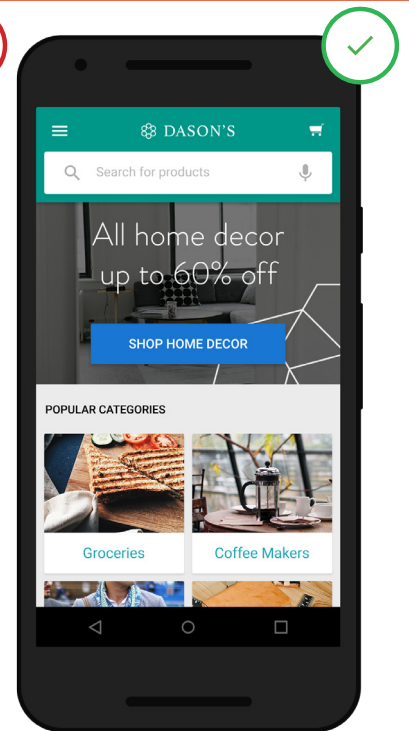 DASON'S
Search for products
All home decor
up to 60% off
SHOP HOME DECOR
POPULAR CATEGORIES
Groceries
Coffee Makers